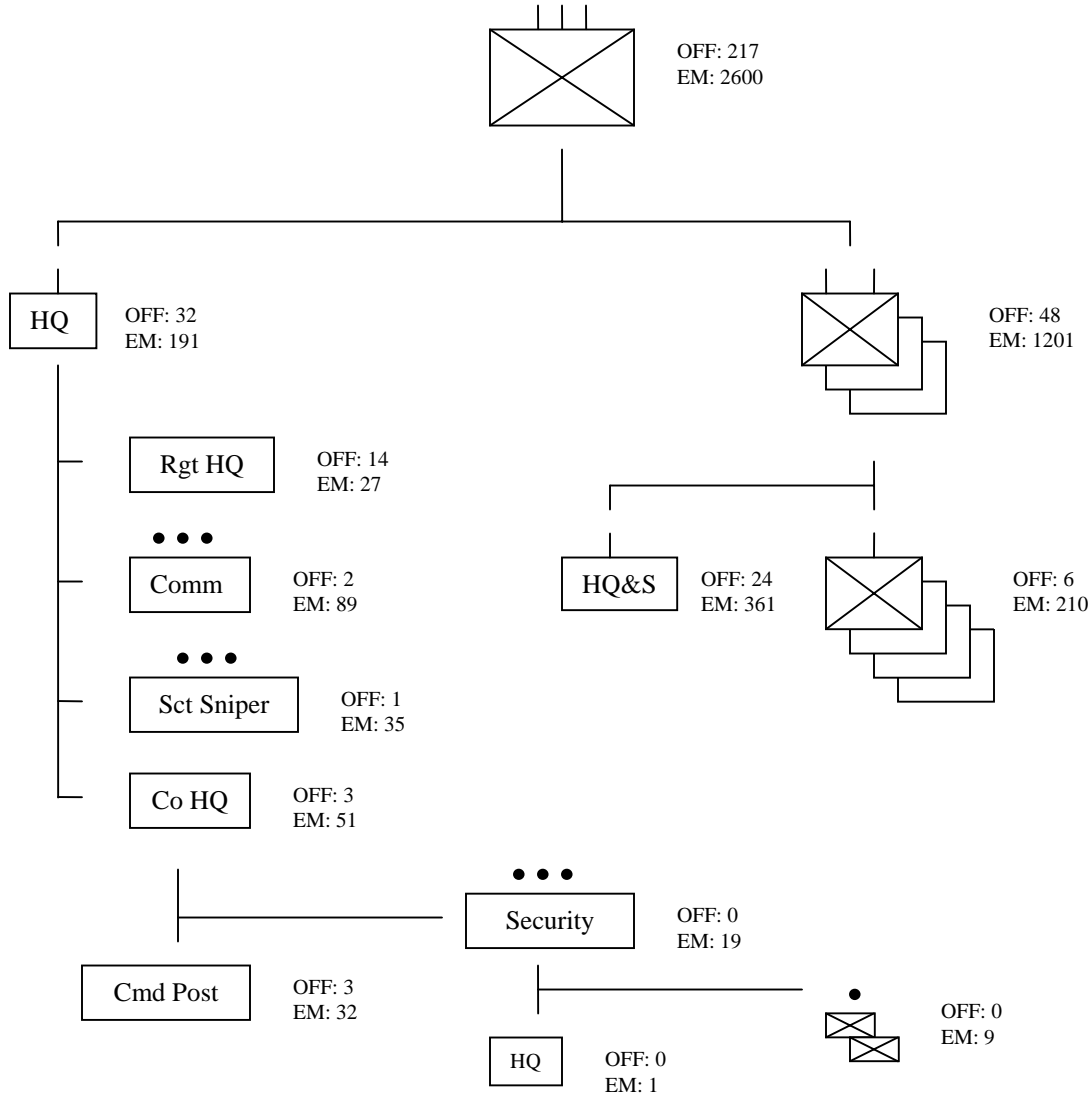 OFF: 217
EM: 2600
HQ
OFF: 32
EM: 191
OFF: 48
EM: 1201
Rgt HQ
OFF: 14
EM: 27
Comm
OFF: 2
EM: 89
HQ&S
OFF: 24
EM: 361
OFF: 6
EM: 210
Sct Sniper
OFF: 1
EM: 35
Co HQ
OFF: 3
EM: 51
Security
OFF: 0
EM: 19
Cmd Post
OFF: 3
EM: 32
HQ
OFF: 0
EM: 1
OFF: 0
EM: 9